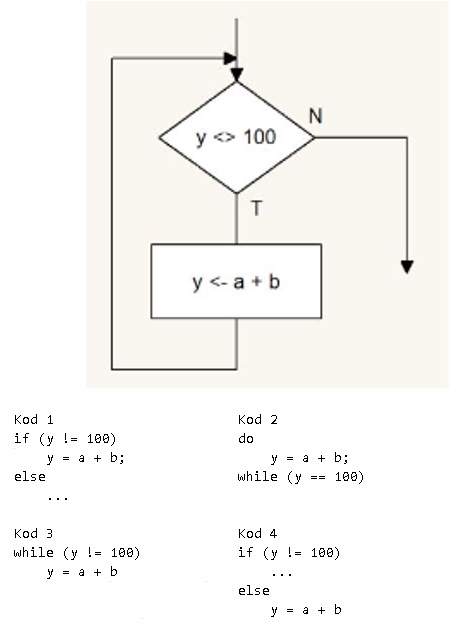 N
y <> 100
T
y <- a + b
Kod 1
if (y != 100)
    y = a + b;
else
    ...
Kod 2
do
    y = a + b;
while (y == 100)
Kod 3
while (y != 100)
    y = a + b
Kod 4
if (y != 100)
    ...
else
    y = a + b